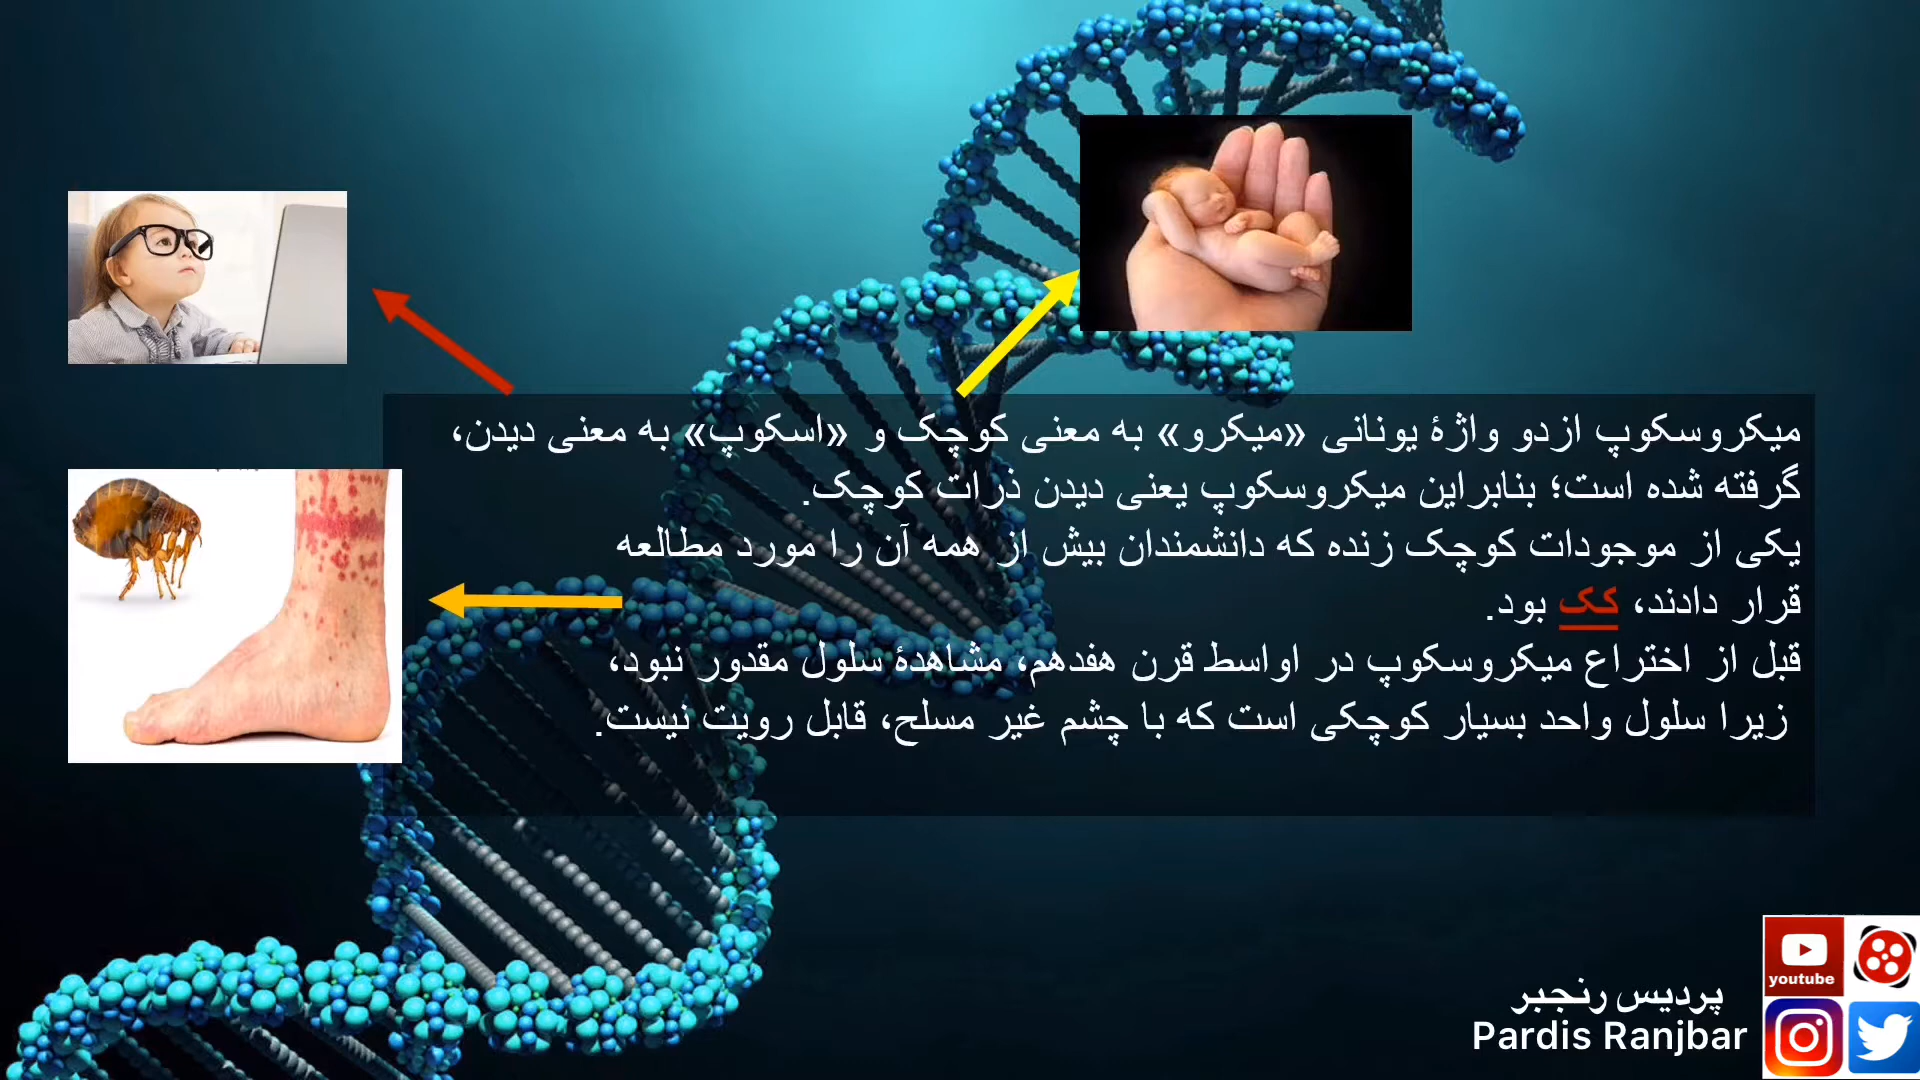 میکروسکوپ ازدو واژۀ یونانی «میکرو» به معنی کوچک و «اسکوپ» به معنی دیدن،
گرفته شده است؛ بنابراین میکروسکوپ یعنی دیدن ذرات کوچک.
یکی از موجودات کوچک زنده که دانشمندان بیش از همه آن را مورد مطالعه
قرار دادند، کک بود.
قبل از اختراع میکروسکوپ در اواسط قرن هفدهم، مشاهدۀ سلول مقدور نبود،
زیرا سلول واحد بسیار کوچکی است که با چشم غیر مسلح، قابل رویت نیست.
youtube
پردیس رنجبر
Pardis Ranjbar